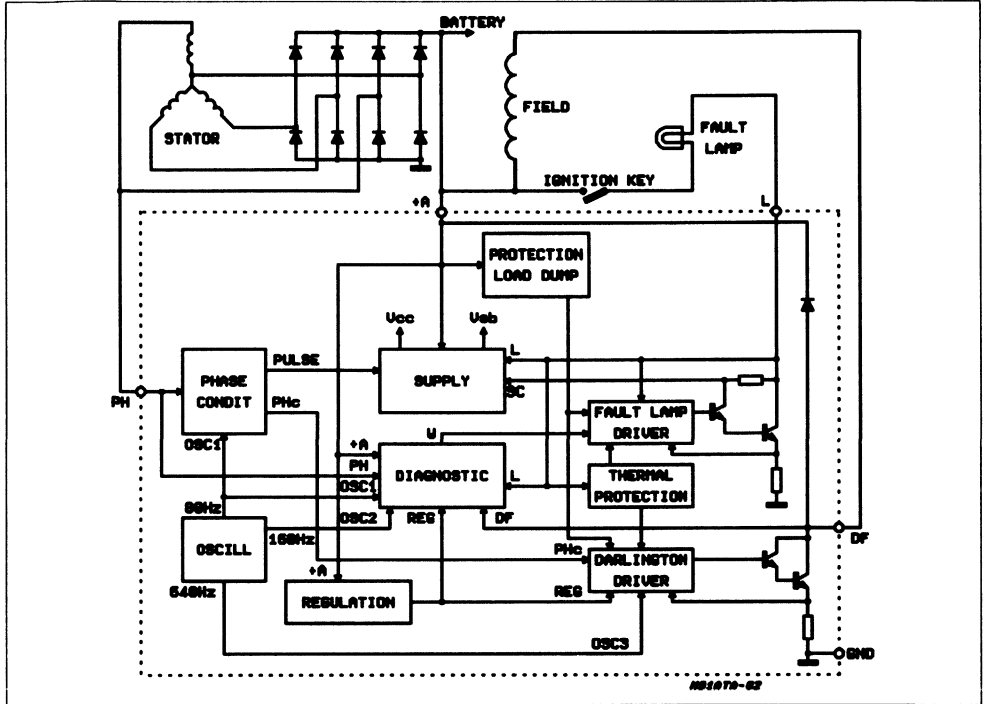 BATTERY
FIELD
FAULT
LAMP
STATOR
IGNITION KEY
+A
L
PROTECTION
LOAD DUMP
Vcc
L
PULSE
PHASE
CONDIT
SUPPLY
PH
PHc
SC
FAULT LAMP
DRIVER
OSC1
W
+A
PH
DIAGNOSTIC
OSC1
L
THERMAL
PROTECTION
80Hz
OSC2
REG
DF
160Hz
DF
OSCILL
PHc
DARLINGTON
DRIVER
+A
640Hz
REGULATION
REG
OSC3
GND